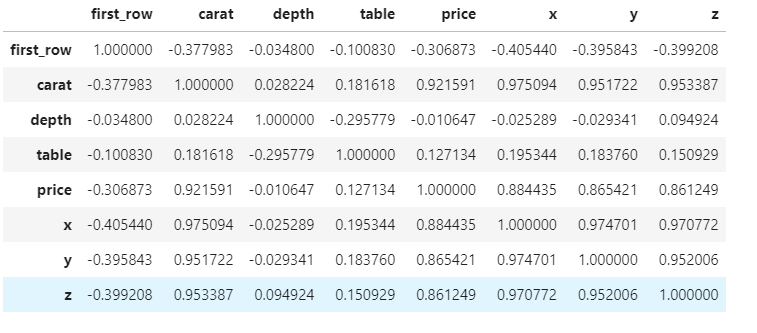 first_row carat depth table price x y z
first_row 1.000000 -0.377983 -0.034800 -0.100830 -0.306873 -0.405440 -0.395843 -0.399208
carat -0.377983 1.000000 0.028224 0.181618 0.921591 0.975094 0.951722 0.953387
depth -0.034800 0.028224 1.000000 -0.295779 -0.010647 -0.025289 -0.029341 0.094924
table -0.100830 0.181618 -0.295779 1.000000 0.127134 0.195344 0.183760 0.150929
price -0.306873 0.921591 -0.010647 0.127134 1.000000 0.884435 0.865421 0.861249
x -0.405440 0.975094 -0.025289 0.195344 0.884435 1.000000 0.974701 0.970772
y -0.395843 0.951722 -0.029341 0.183760 0.865421 0.974701 1.000000 0.952006
z -0.399208 0.953387 0.094924 0.150929 0.861249 0.970772 0.952006 1.000000